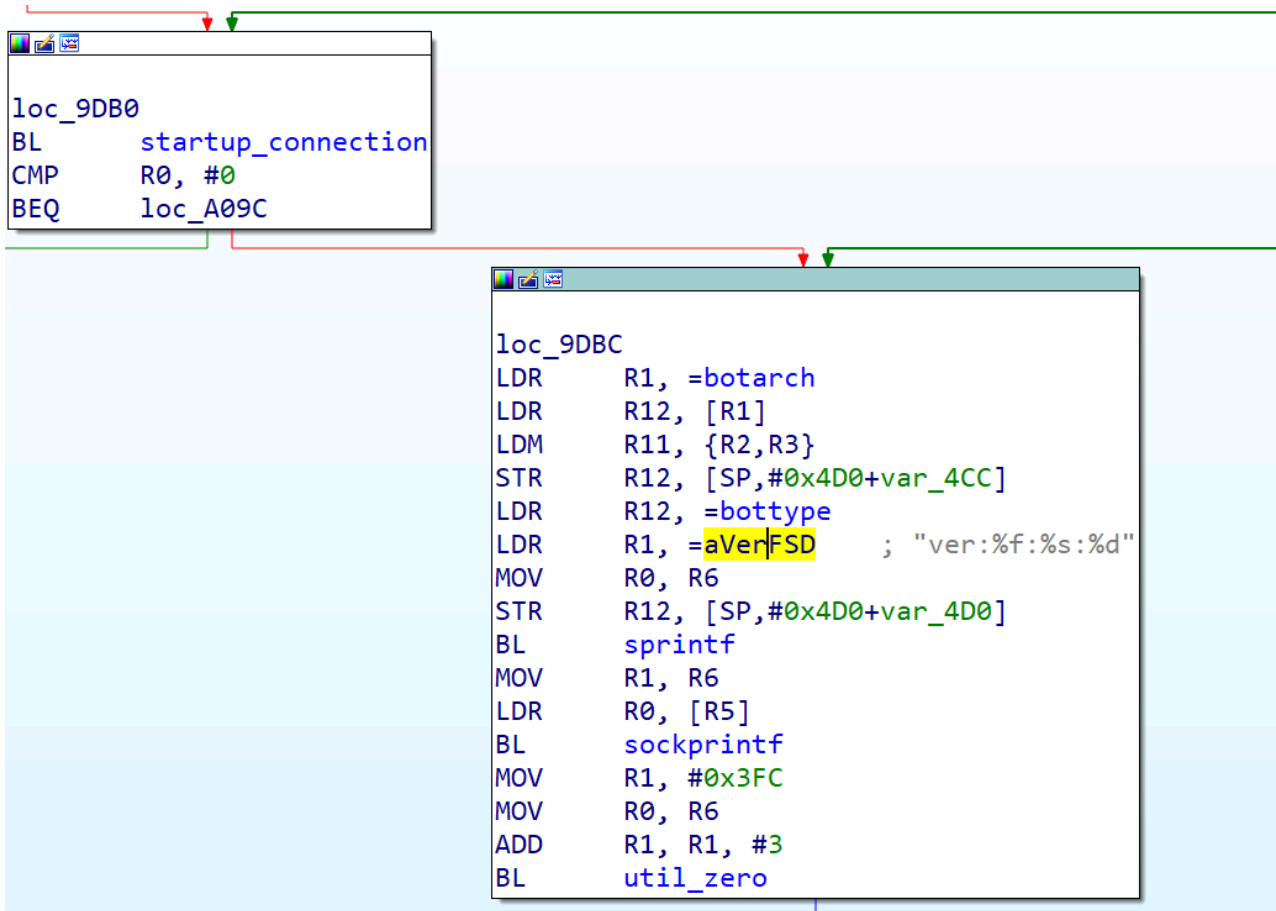 loc_9DB0
BL startup_connection
CMP R0, #0
BEQ loc_A09C
loc_9DBC
LDR R1, =botarch
LDR R12, [R1]
LDM R11, {R2,R3}
STR R12, [SP,#0x4D0+var_4CC]
LDR R12, =bottype
LDR R1, =aVerFSD ; "ver:%f:%s:%d"
MOV R0, R6
STR R12, [SP,#0x4D0+var_4D0]
BL sprintf
MOV R1, R6
LDR R0, [R5]
BL sockprintf
MOV R1, #0x3FC
MOV R0, R6
ADD R1, R1, #3
BL util_zero